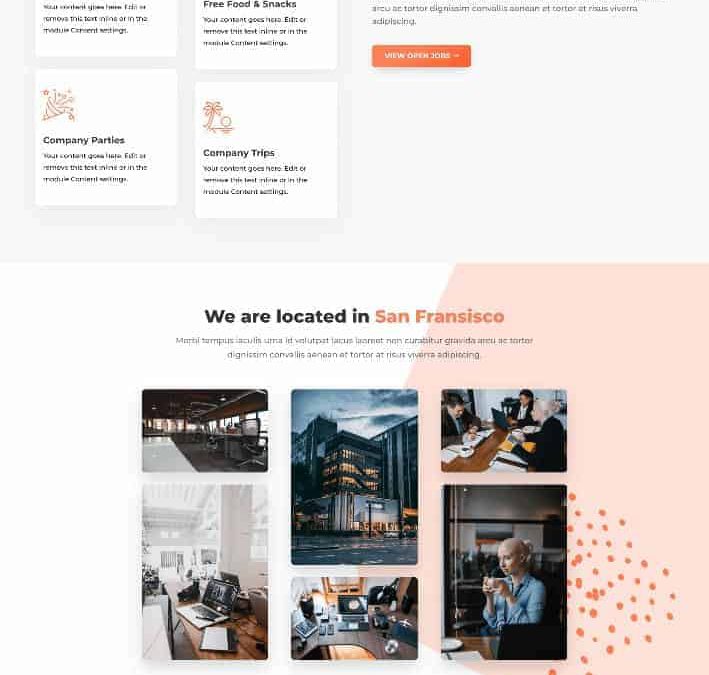 Your content goes here. Edit or
remove this text inline or in the
module Content settings.
Free Food & Snacks
Your content goes here. Edit or
remove this text inline or in the
module Content settings.
arcu ac tortor dignissim convallis aenean et tortor at risus viverra
adipiscing.
VIEW OPEN JOBS →
Company Parties
Your content goes here. Edit or
remove this text inline or in the
module Content settings.
Company Trips
Your content goes here. Edit or
remove this text inline or in the
module Content settings.
We are located in San Fransisco
Morbi tempus iaculis urna id volutpat lacus laoreet non curabitur gravida arcu ac tortor
dignissim convallis aenean et tortor at risus viverra adipiscing.